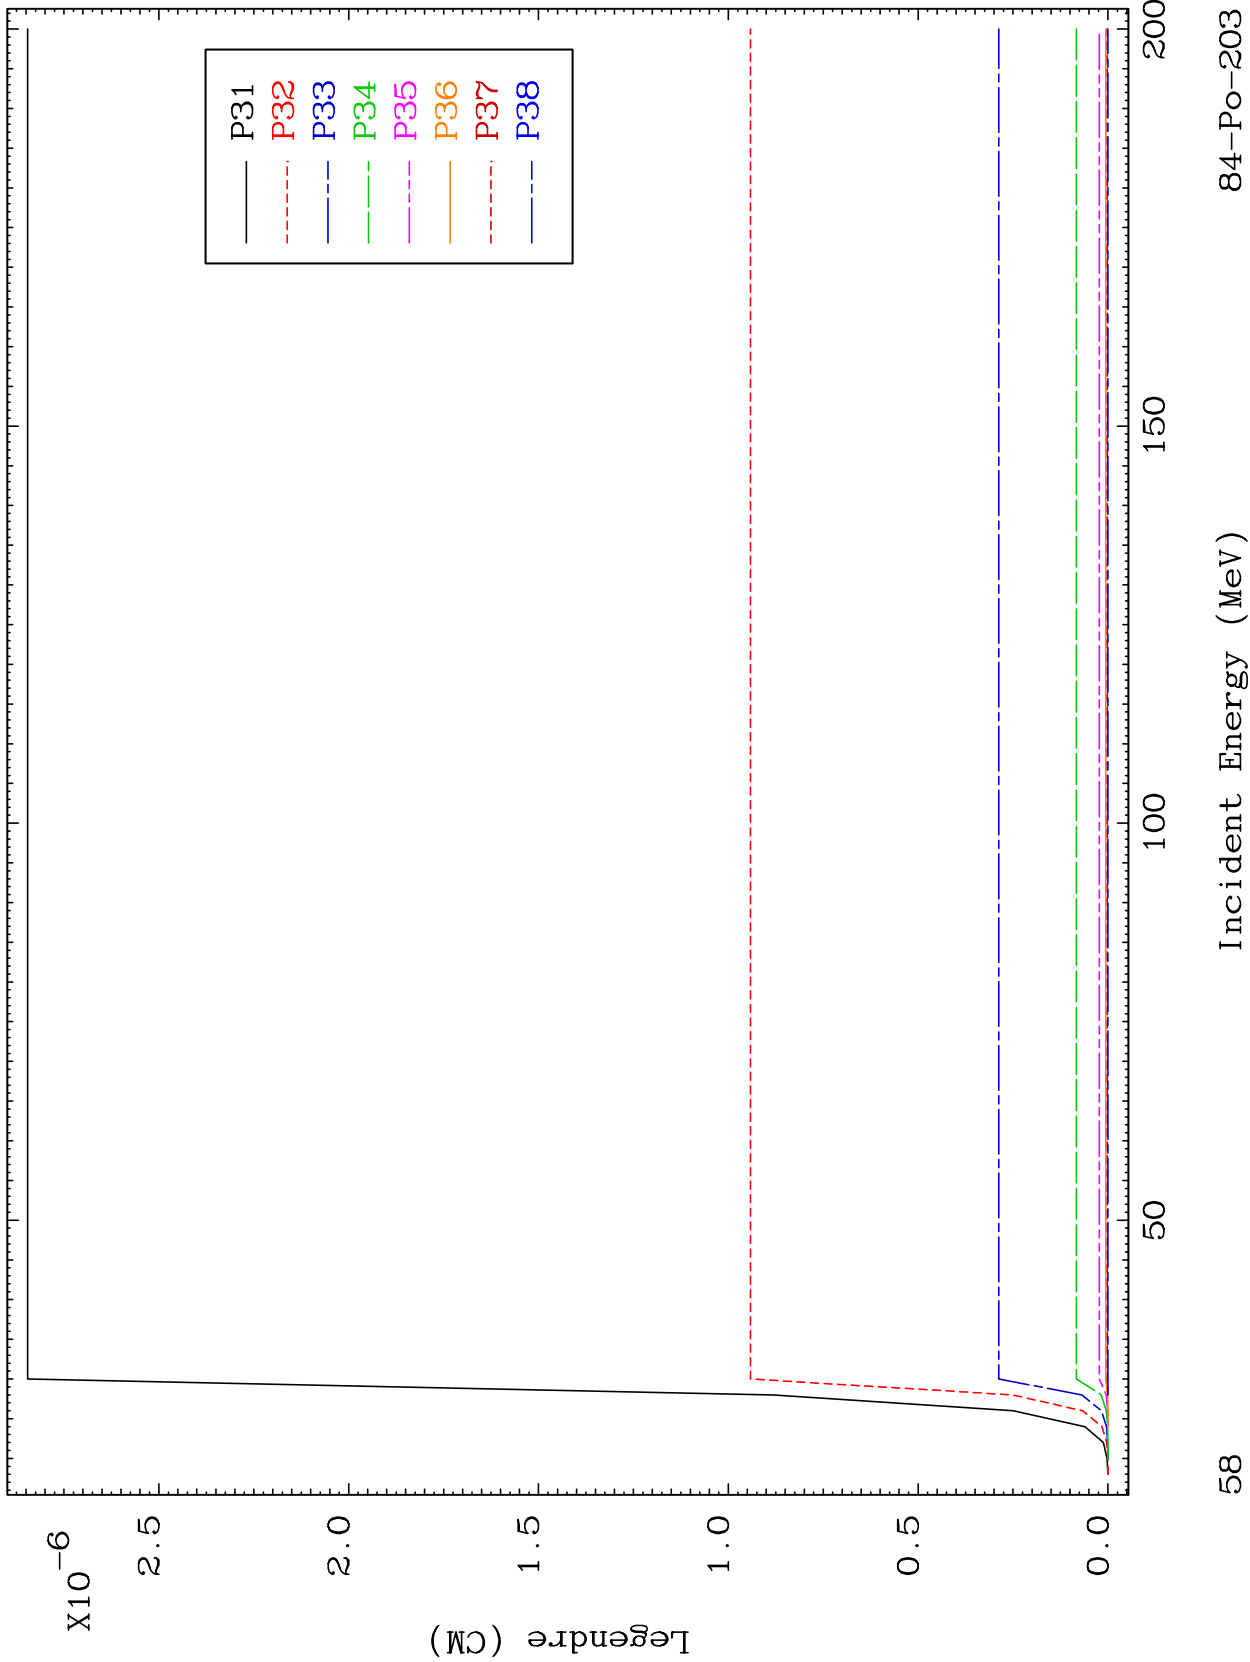 X10-6
2.5
2.0
1.5
1.0
0.5
0.0
Legendre (CM)
P31
P32
P33
P34
P35
P36
P37
P38
50
100
150
200
Incident Energy (MeV)
58
84-Po-203